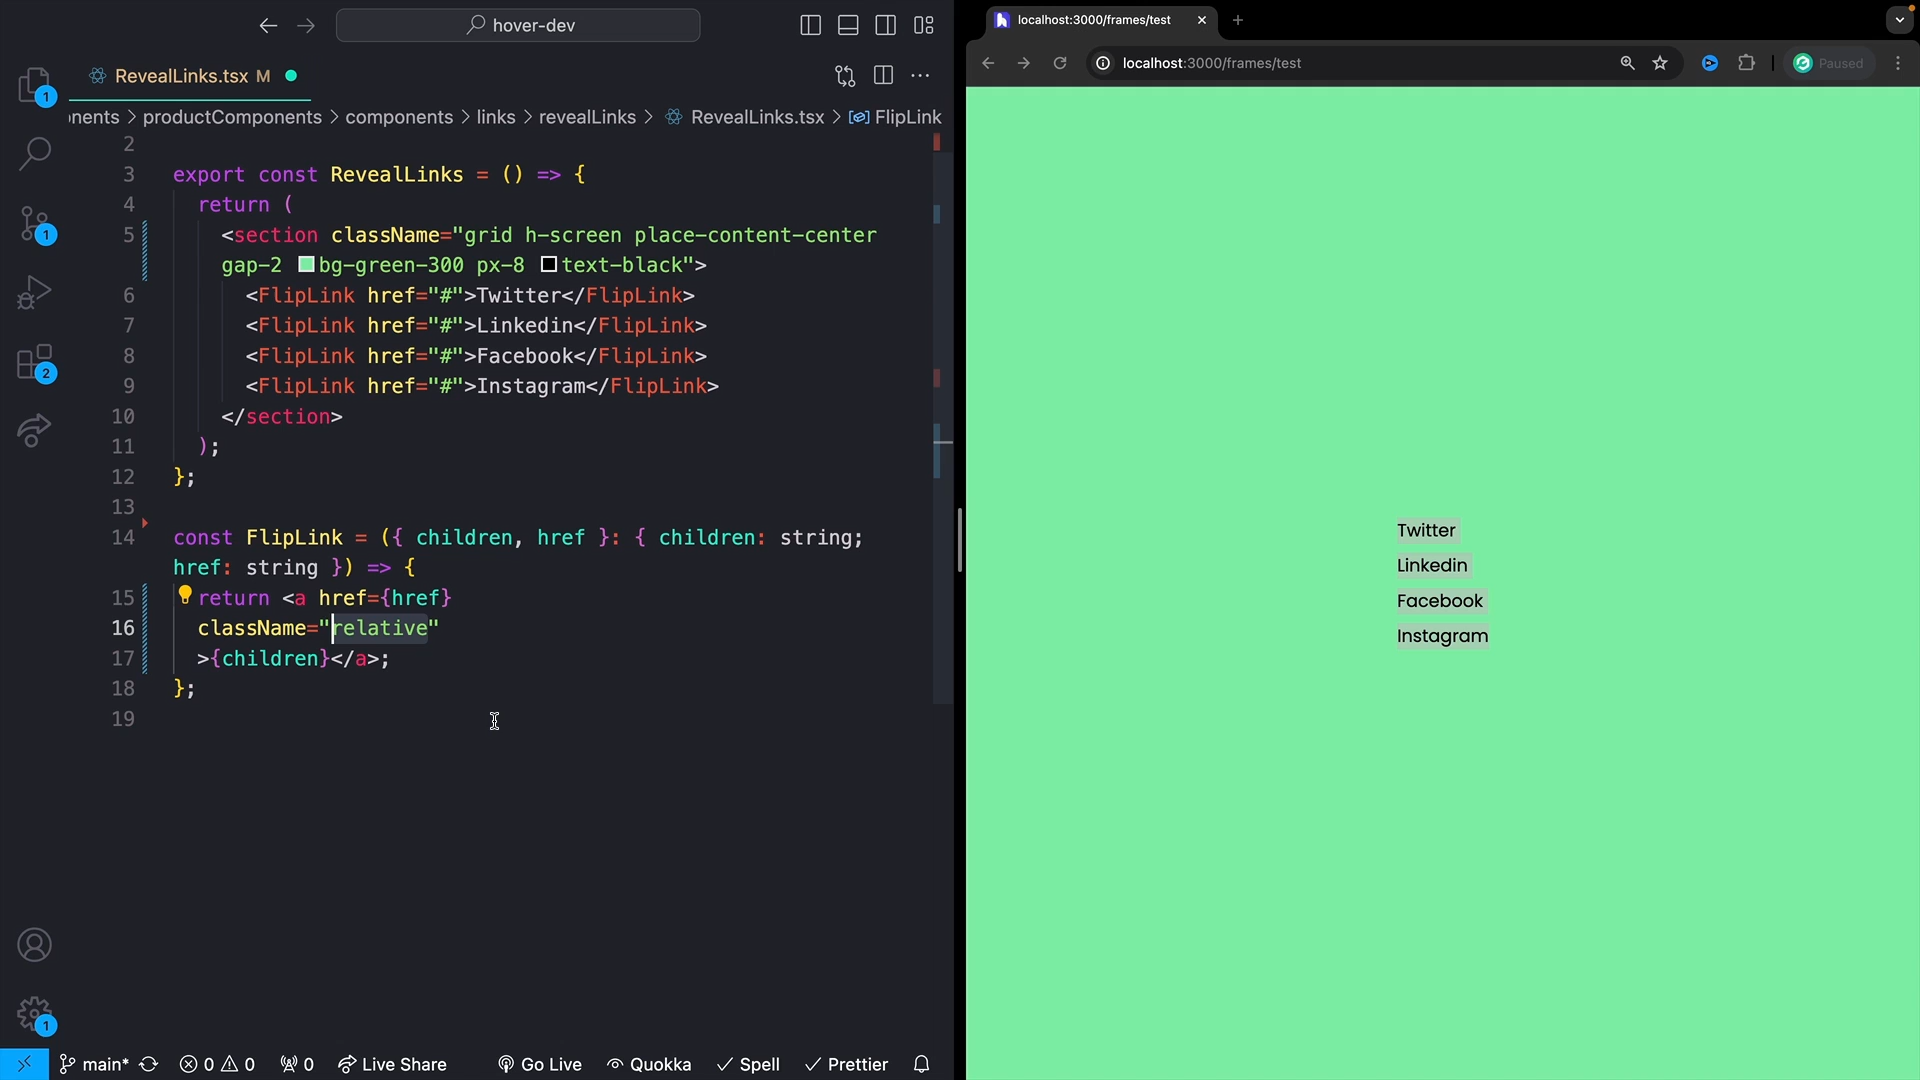 hover-dev
RevealLinks.tsx M
nents > productComponents > components > links > revealLinks > RevealLinks.tsx > FlipLink
2
3 export const RevealLinks = () => {
4 return (
5 <section className="grid h-screen place-content-center
gap-2 bg-green-300 px-8 text-black">
6 <FlipLink href="#">Twitter</FlipLink>
7 <FlipLink href="#">Linkedin</FlipLink>
8 <FlipLink href="#">Facebook</FlipLink>
9 <FlipLink href="#">Instagram</FlipLink>
10 </section>
11 );
12 };
13
14 const FlipLink = ({ children, href }: { children: string;
href: string }) => {
15 return <a href={href}
16 className="relative"
17 >{children}</a>;
18 };
19
1
1
2
1
main* 0 0 0 Live Share Go Live Quokka Spell Prettier
localhost:3000/frames/test
localhost:3000/frames/test Paused
Twitter
Linkedin
Facebook
Instagram